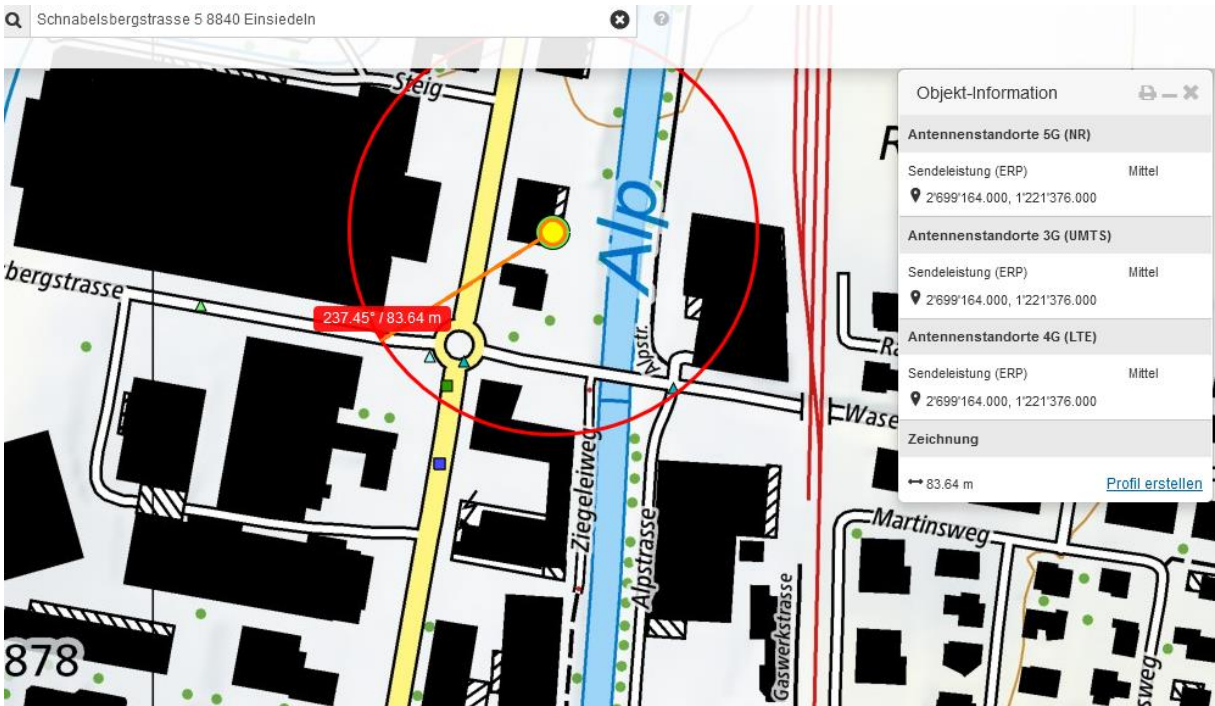 Schnabelsbergstrasse 5 8840 Einsiedeln
?
Steig
Objekt-Information
Antennenstandorte 5G (NR)
Sendeleistung (ERP) Mittel
2'699'164.000, 1'221'376.000
Antennenstandorte 3G (UMTS)
Sendeleistung (ERP) Mittel
2'699'164.000, 1'221'376.000
Antennenstandorte 4G (LTE)
Sendeleistung (ERP) Mittel
2'699'164.000, 1'221'376.000
Zeichnung
83.64 m Profil erstellen
R
Alp
bergstrasse
237.45° / 83.64 m
Alpstr.
Ra
Wase
Ziegeleiweg
Alpstrasse
Martinsweg
Gaswerkstrasse
878
sweg